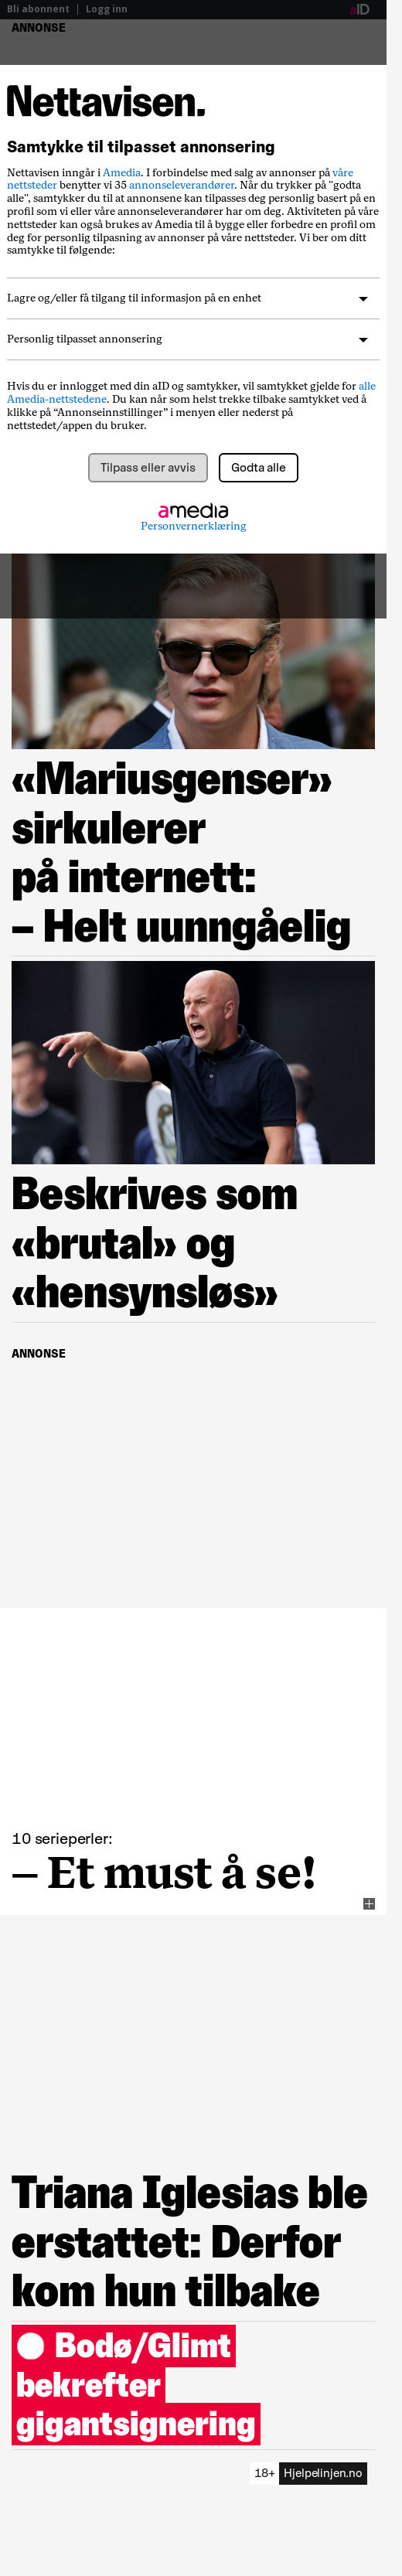 Bli abonnent | Logg inn
aID
ANNONSE
Nettavisen.
Samtykke til tilpasset annonsering
Nettavisen inngår i Amedia. I forbindelse med salg av annonser på våre
nettsteder benytter vi 35 annonseleverandører. Når du trykker på "godta
alle", samtykker du til at annonsene kan tilpasses deg personlig basert på en
profil som vi eller våre annonseleverandører har om deg. Aktiviteten på våre
nettsteder kan også brukes av Amedia til å bygge eller forbedre en profil om
deg for personlig tilpasning av annonser på våre nettsteder. Vi ber om ditt
samtykke til følgende:
Lagre og/eller få tilgang til informasjon på en enhet
Personlig tilpasset annonsering
Hvis du er innlogget med din aID og samtykker, vil samtykket gjelde for alle
Amedia-nettstedene. Du kan når som helst trekke tilbake samtykket ved å
klikke på “Annonseinnstillinger” i menyen eller nederst på
nettstedet/appen du bruker.
Tilpass eller avvis
Godta alle
amedia
Personvernerklæring
«Mariusgenser»
sirkulerer
på internett:
– Helt uunngåelig
Beskrives som
«brutal» og
«hensynsløs»
ANNONSE
10 serieperler:
– Et must å se!
Triana Iglesias ble
erstattet: Derfor
kom hun tilbake
Bodø/Glimt
bekrefter
gigantsignering
18+ Hjelpelinjen.no